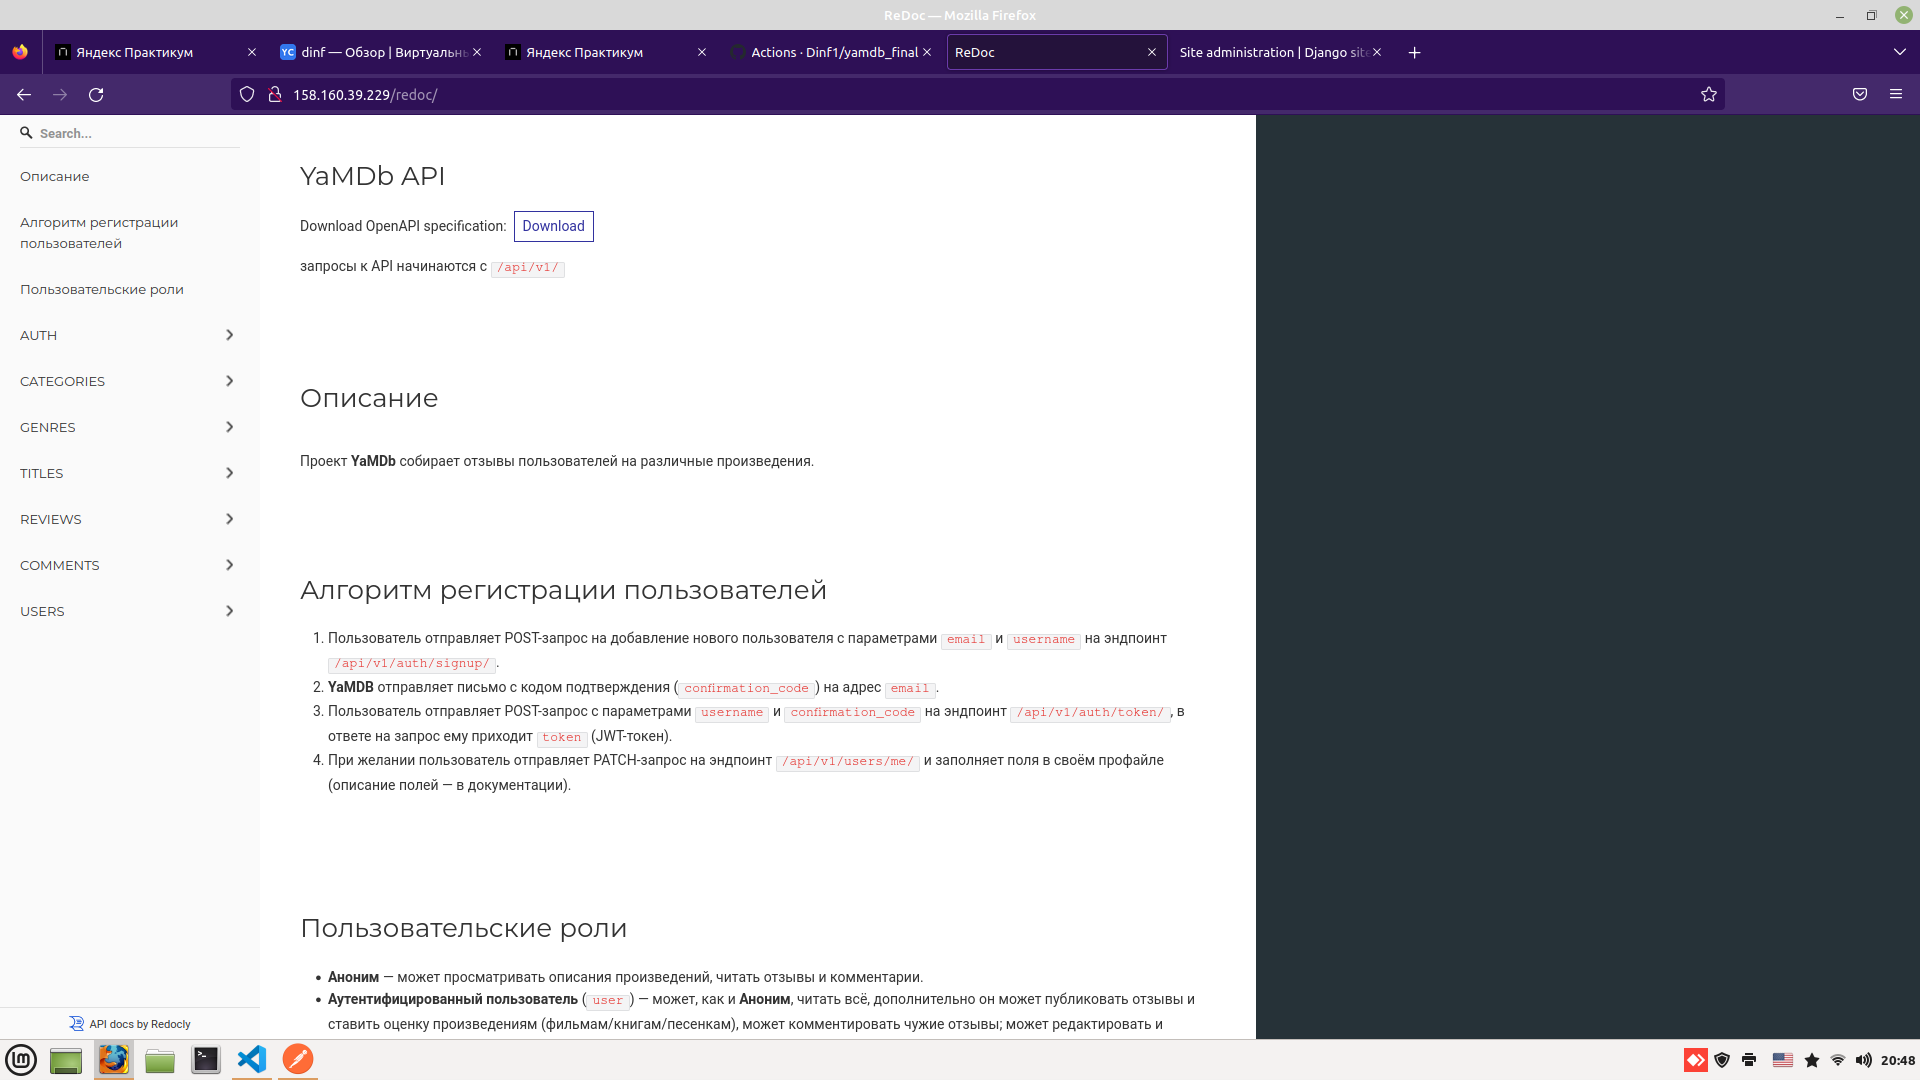 ReDoc — Mozilla Firefox
Яндекс Практикум
YC dinf — Обзор | Виртуальнь
Яндекс Практикум
Actions · Dinf1/yamdb_final
ReDoc
Site administration | Django site
158.160.39.229/redoc/
Search...
Описание
Алгоритм регистрации
пользователей
Пользовательские роли
AUTH
CATEGORIES
GENRES
TITLES
REVIEWS
COMMENTS
USERS
API docs by Redocly
YaMDb API
Download OpenAPI specification: Download
запросы к API начинаются с /api/v1/
Описание
Проект YaMDb собирает отзывы пользователей на различные произведения.
Алгоритм регистрации пользователей
1. Пользователь отправляет POST-запрос на добавление нового пользователя с параметрами email и username на эндпоинт
/api/v1/auth/signup/.
2. YaMDB отправляет письмо с кодом подтверждения (confirmation_code) на адрес email.
3. Пользователь отправляет POST-запрос с параметрами username и confirmation_code на эндпоинт /api/v1/auth/token/, в
ответе на запрос ему приходит token (JWT-токен).
4. При желании пользователь отправляет PATCH-запрос на эндпоинт /api/v1/users/me/ и заполняет поля в своём профайле
(описание полей — в документации).
Пользовательские роли
• Аноним — может просматривать описания произведений, читать отзывы и комментарии.
• Аутентифицированный пользователь (user) — может, как и Аноним, читать всё, дополнительно он может публиковать отзывы и
ставить оценку произведениям (фильмам/книгам/песенкам), может комментировать чужие отзывы; может редактировать и
20:48